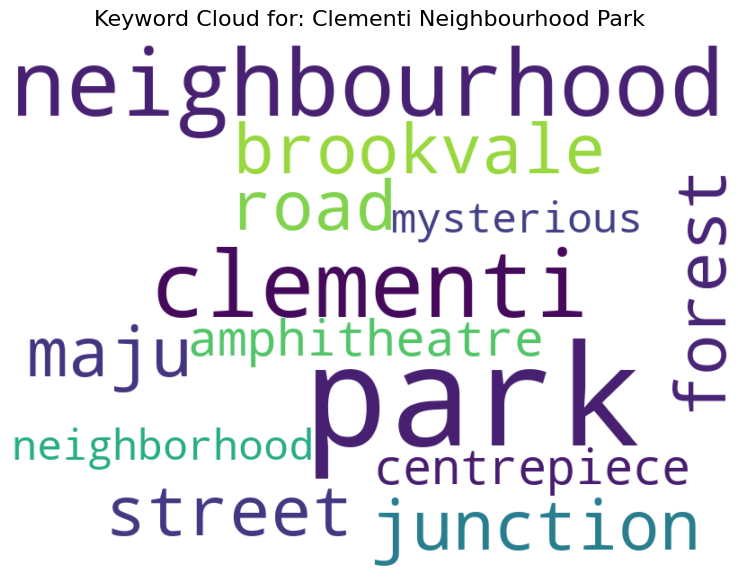 Keyword Cloud for: Clementi Neighbourhood Park
neighbourhood
brookvale
road
mysterious
forest
clementi
amphitheatre
maju
park
neighborhood
centrepiece
street
junction